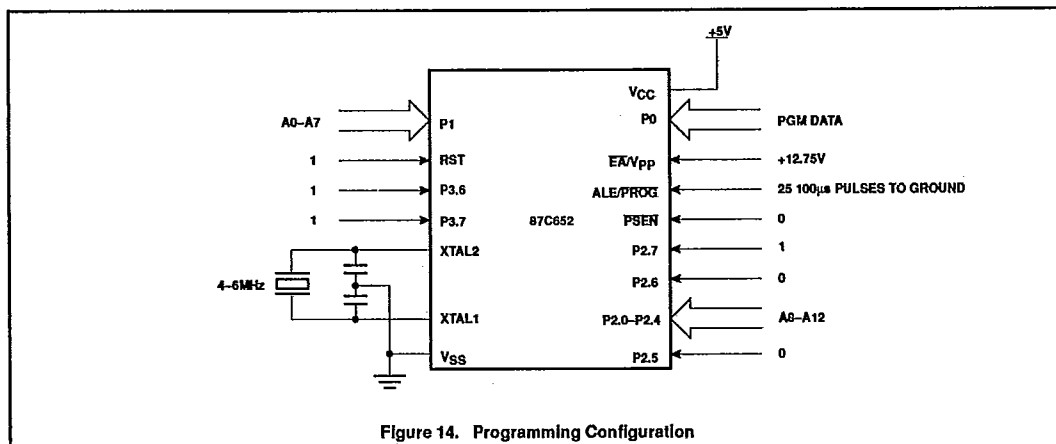 +5V
VCC
A0–A7
P1
P0
PGM DATA
1
RST
EA/VPP
+12.75V
1
P3.6
ALE/PROG
25 100µs PULSES TO GROUND
1
P3.7
87C652
PSEN
0
XTAL2
P2.7
1
4–6MHz
P2.6
0
XTAL1
P2.0–P2.4
A8–A12
VSS
P2.5
0
Figure 14. Programming Configuration